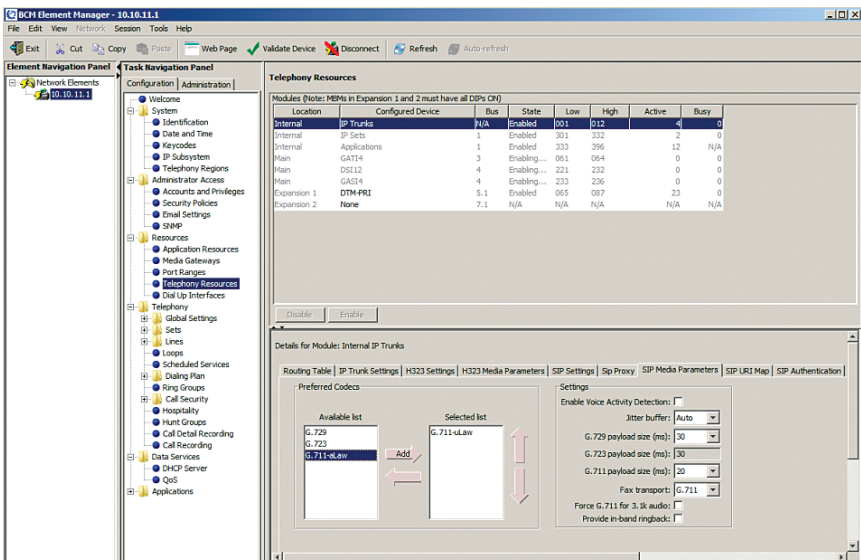 BCM Element Manager - 10.10.11.1
File Edit View Network Session Tools Help
Exit Cut Copy Paste Web Page Validate Device Disconnect Refresh Auto-refresh
Element Navigation Panel
Network Elements
10.10.11.1
Task Navigation Panel
Configuration Administration
Welcome
System
Identification
Date and Time
Keycodes
IP Subsystem
Telephony Regions
Administrator Access
Accounts and Privileges
Security Policies
Email Settings
SNMP
Resources
Application Resources
Media Gateways
Port Ranges
Telephony Resources
Dial Up Interfaces
Telephony
Global Settings
Sets
Lines
Loops
Scheduled Services
Dialing Plan
Ring Groups
Call Security
Hospitality
Hunt Groups
Call Detail Recording
Call Recording
Data Services
DHCP Server
QoS
Applications
Telephony Resources
Modules (Note: MBMs in Expansion 1 and 2 must have all DIPs ON)
Location Configured Device Bus State Low High Active Busy
Internal IP Trunks N/A Enabled 001 012 4 0
Internal IP Sets 1 Enabled 301 332 2 0
Internal Applications 1 Enabled 333 396 12 N/A
Main GATI4 3 Enabling... 061 064 0 0
Main DSI12 4 Enabling... 221 232 0 0
Main GASI4 4 Enabling... 233 236 0 0
Expansion 1 DTM-PRI 5.1 Enabled 065 087 23 0
Expansion 2 None 7.1 N/A N/A N/A N/A N/A
Disable Enable
Details for Module: Internal IP Trunks
Routing Table IP Trunk Settings H323 Settings H323 Media Parameters SIP Settings Sip Proxy SIP Media Parameters SIP URI Map SIP Authentication
Preferred Codecs
Available list
G.729
G.723
G.711-aLaw
Add
Selected list
G.711-uLaw
Settings
Enable Voice Activity Detection:
Jitter buffer: Auto
G.729 payload size (ms): 30
G.723 payload size (ms): 30
G.711 payload size (ms): 20
Fax transport: G.711
Force G.711 for 3.1k audio:
Provide in-band ringback: